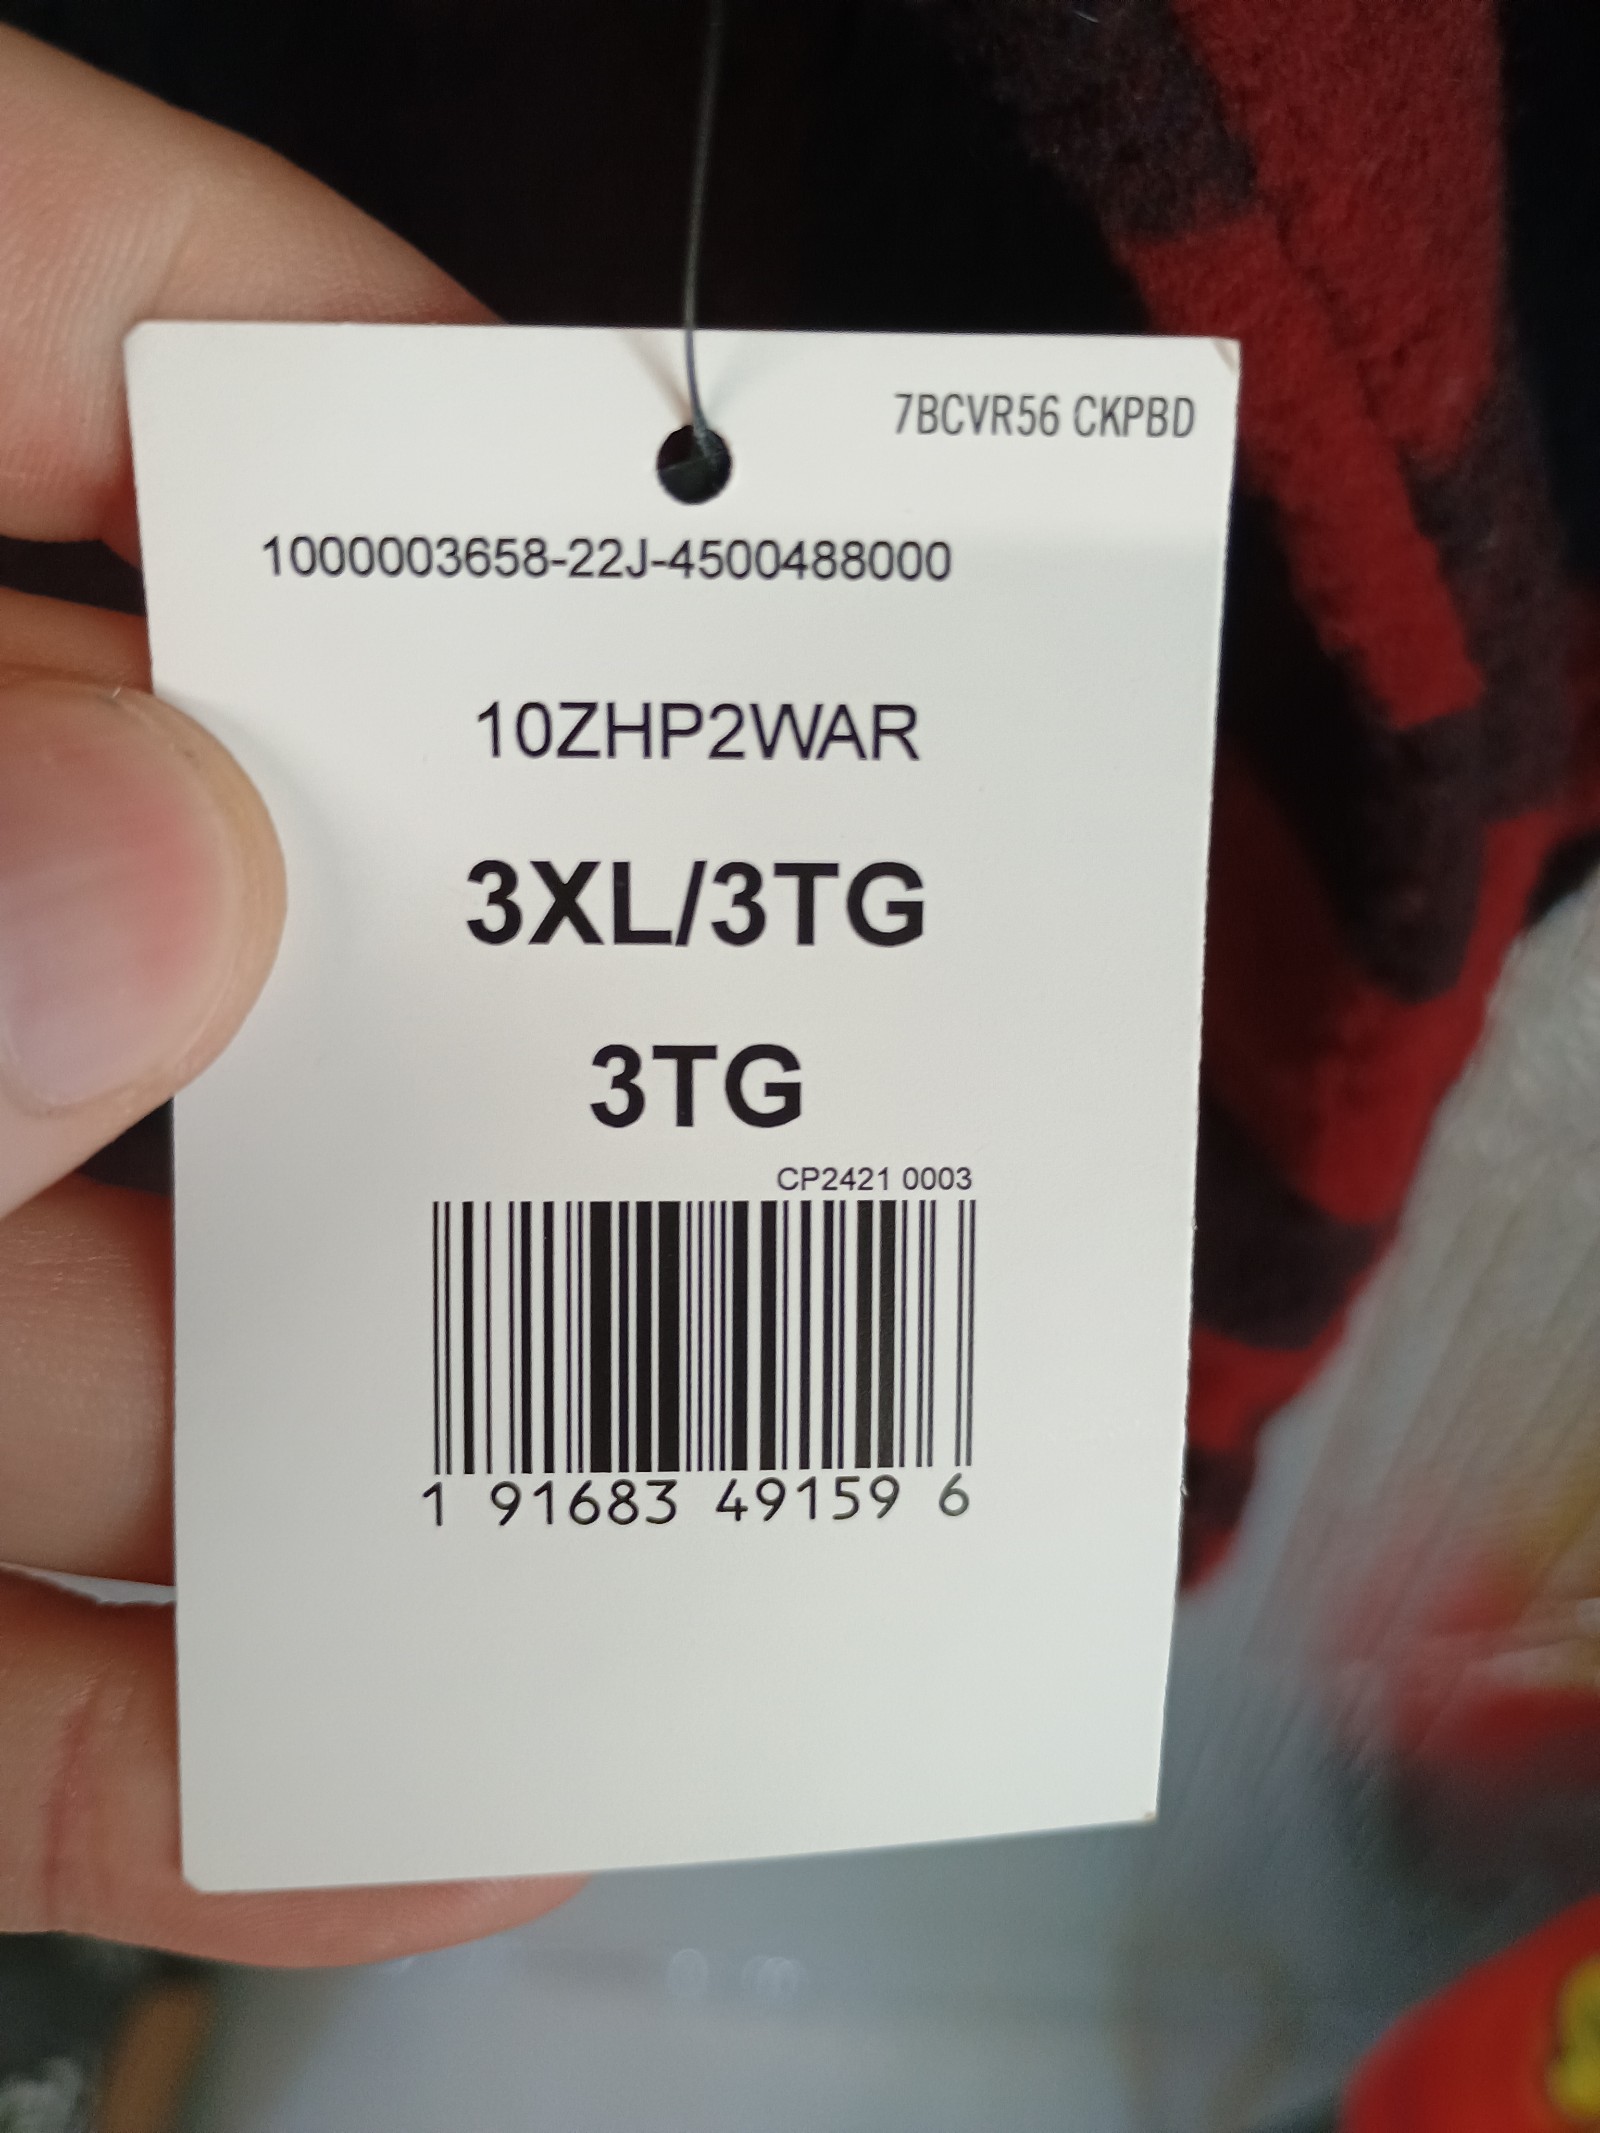 7BCVR56 CKPBD
1000003658-22J-4500488000
10ZHP2WAR
3XL/3TG
3TG
CP2421 0003
1 91683 49159 6